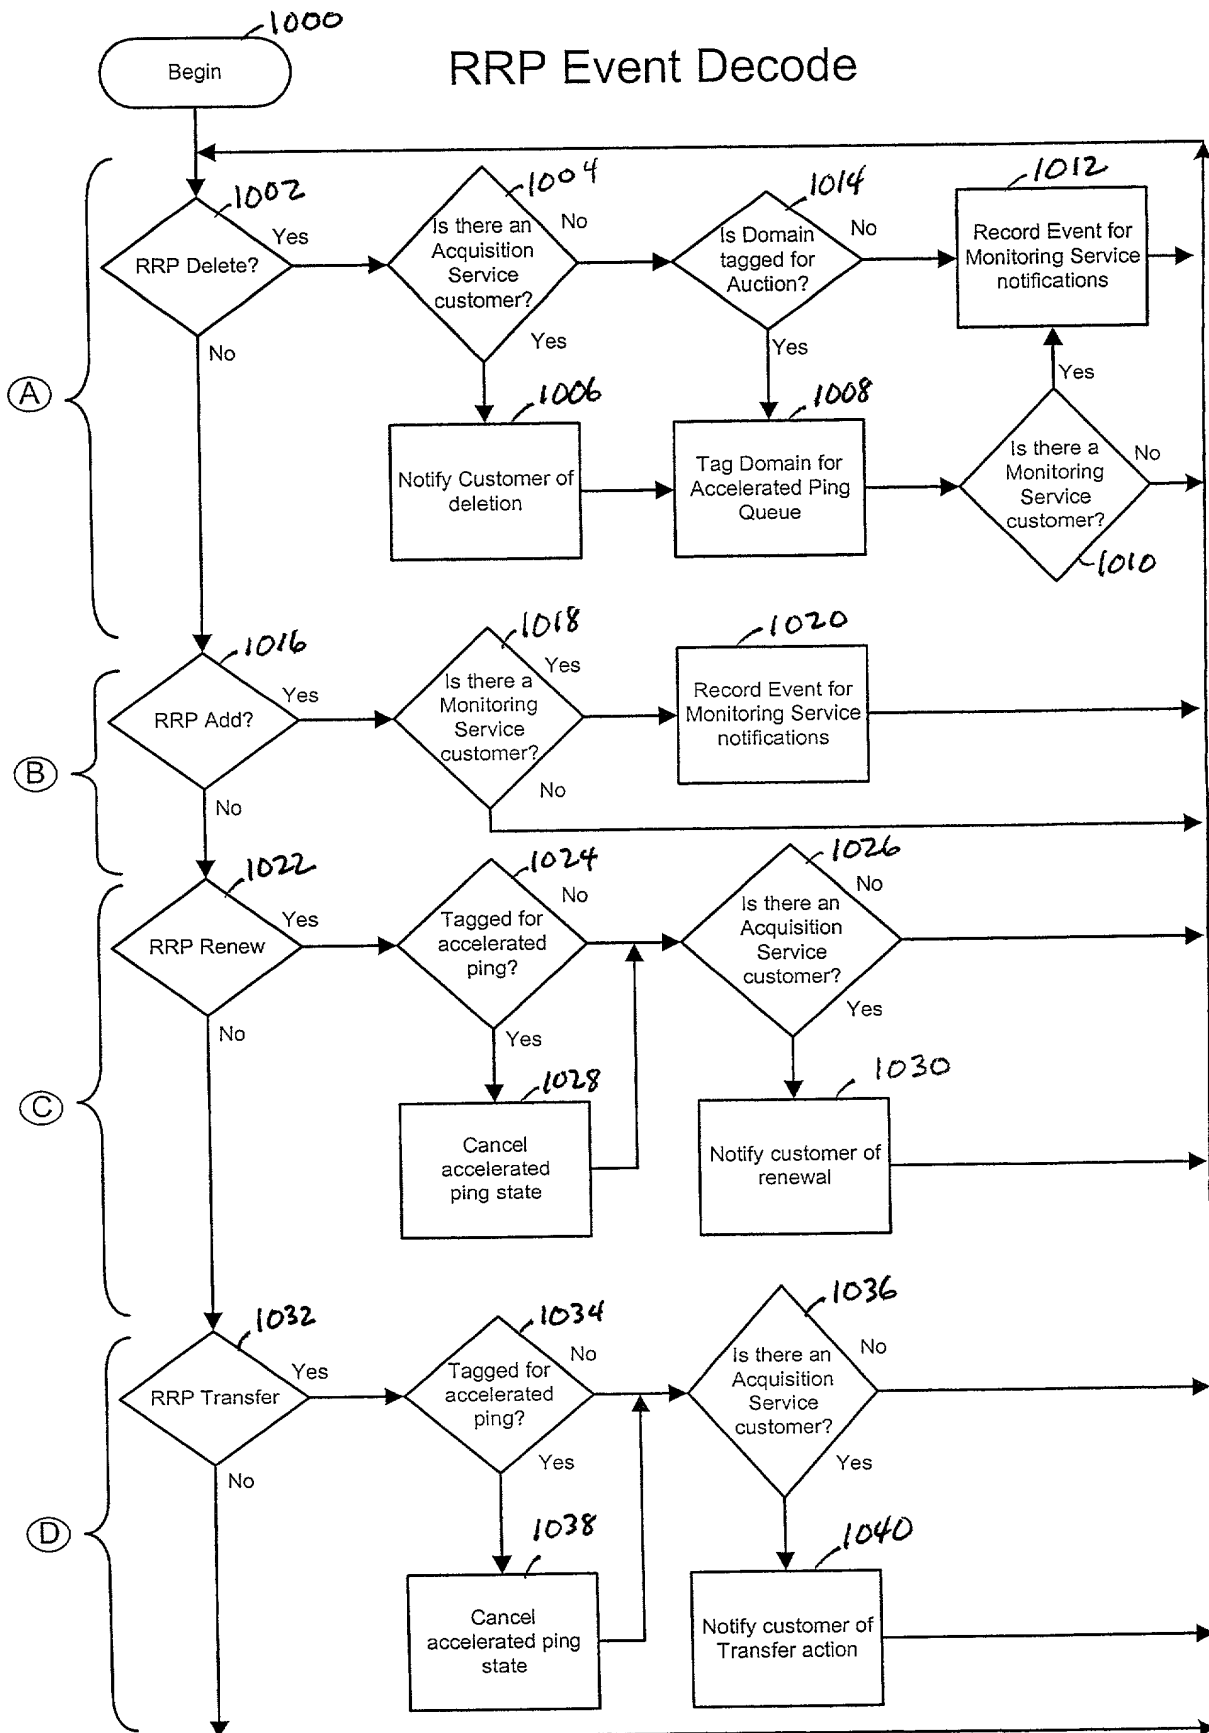 1000
Begin
RRP Event Decode
1002
RRP Delete?
Yes
No
1004
Is there an
Acquisition
Service
customer?
No
Yes
1014
Is Domain
tagged for
Auction?
No
Yes
1012
Record Event for
Monitoring Service
notifications
A
1006
Notify Customer of
deletion
1008
Tag Domain for
Accelerated Ping
Queue
Yes
Is there a
Monitoring
Service
customer?
No
1010
1016
RRP Add?
Yes
No
1018
Is there a
Monitoring
Service
customer?
Yes
No
1020
Record Event for
Monitoring Service
notifications
B
1022
RRP Renew
Yes
No
1024
Tagged for
accelerated
ping?
No
Yes
1026
Is there an
Acquisition
Service
customer?
No
Yes
C
1028
Cancel
accelerated
ping state
1030
Notify customer of
renewal
1032
RRP Transfer
Yes
No
1034
Tagged for
accelerated
ping?
No
Yes
1036
Is there an
Acquisition
Service
customer?
No
Yes
D
1038
Cancel
accelerated ping
state
1040
Notify customer of
Transfer action